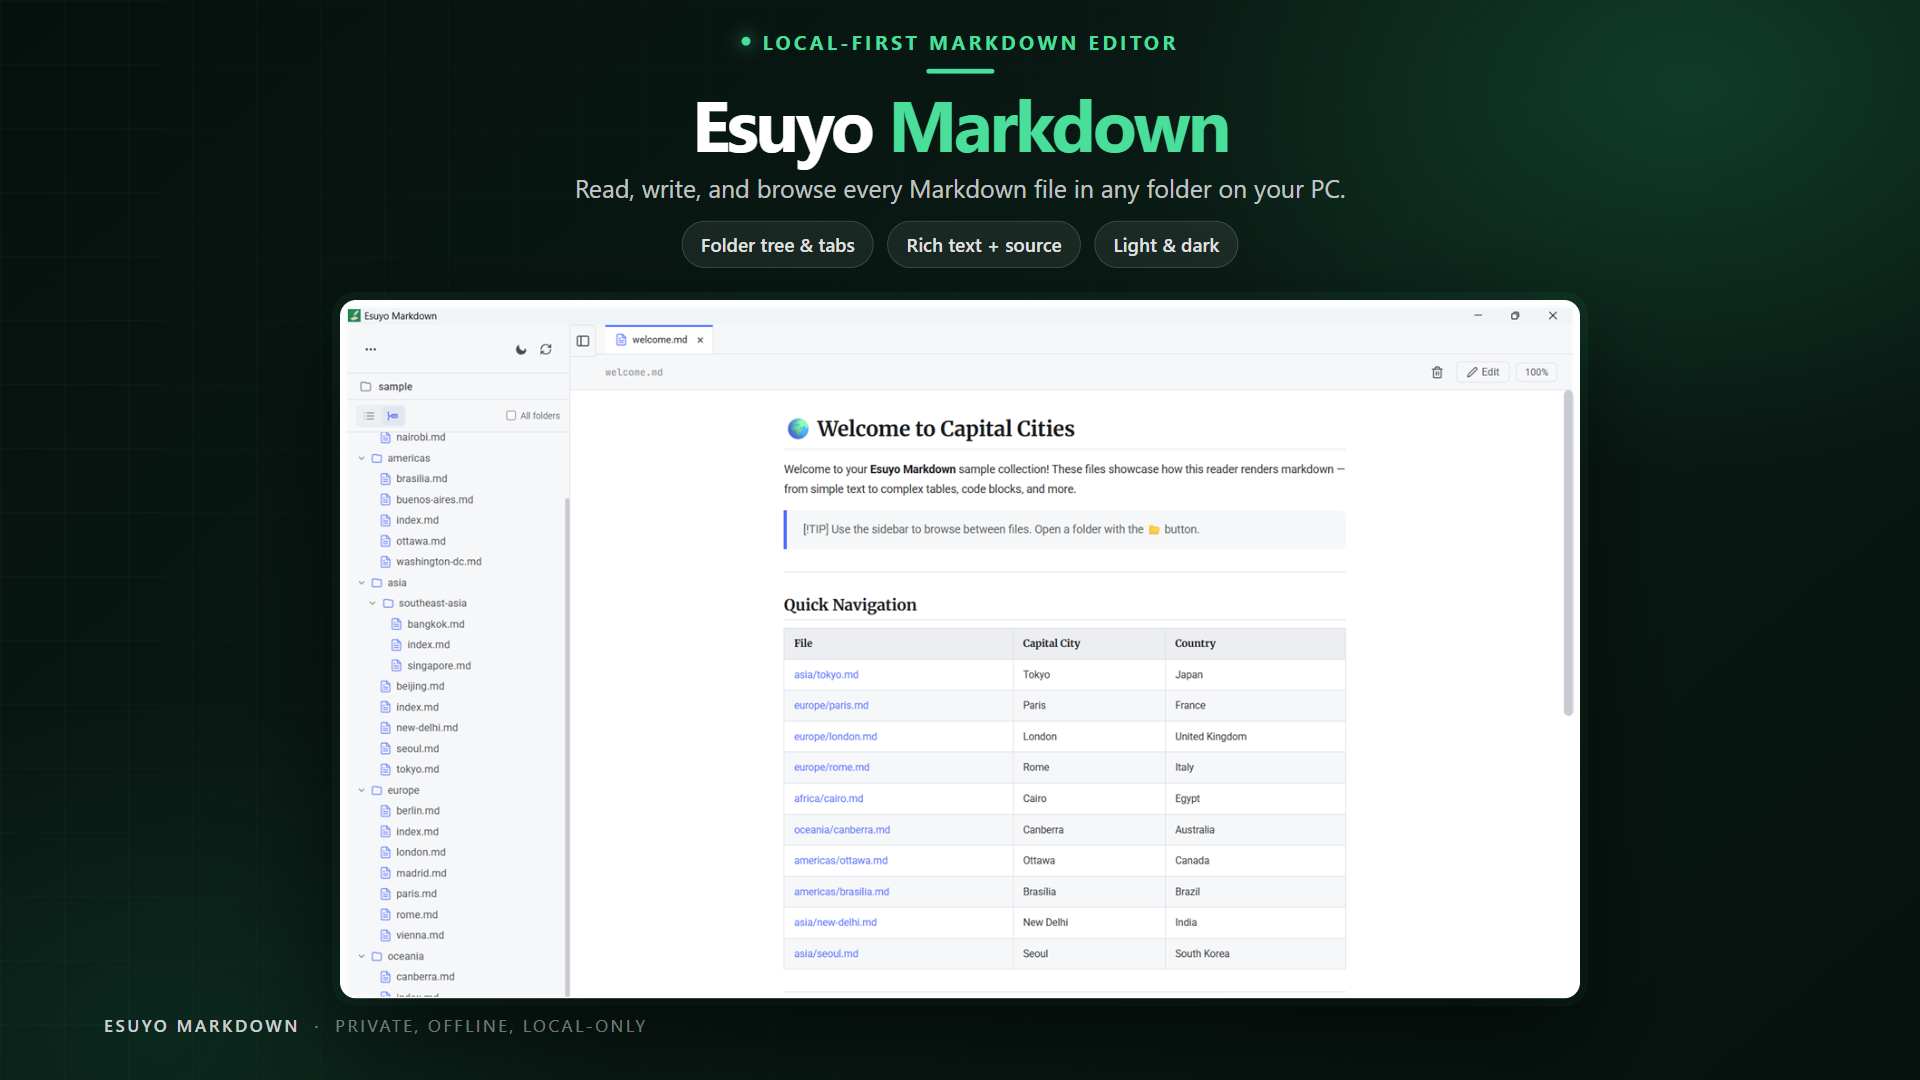 LOCAL-FIRST MARKDOWN EDITOR
Esuyo Markdown
Read, write, and browse every Markdown file in any folder on your PC.
Folder tree & tabs
Rich text + source
Light & dark
Esuyo Markdown
sample
All folders
nairobi.md
americas
brasilia.md
buenos-aires.md
index.md
ottawa.md
washington-dc.md
asia
southeast-asia
bangkok.md
index.md
singapore.md
beijing.md
index.md
new-delhi.md
seoul.md
tokyo.md
europe
berlin.md
index.md
london.md
madrid.md
paris.md
rome.md
vienna.md
oceania
canberra.md
index.md
welcome.md
welcome.md
Edit
100%
Welcome to Capital Cities
Welcome to your Esuyo Markdown sample collection! These files showcase how this reader renders markdown —
from simple text to complex tables, code blocks, and more.
[!TIP] Use the sidebar to browse between files. Open a folder with the 📁 button.
Quick Navigation
File Capital City Country
asia/tokyo.md Tokyo Japan
europe/paris.md Paris France
europe/london.md London United Kingdom
europe/rome.md Rome Italy
africa/cairo.md Cairo Egypt
oceania/canberra.md Canberra Australia
americas/ottawa.md Ottawa Canada
americas/brasilia.md Brasília Brazil
asia/new-delhi.md New Delhi India
asia/seoul.md Seoul South Korea
ESUYO MARKDOWN · PRIVATE, OFFLINE, LOCAL-ONLY